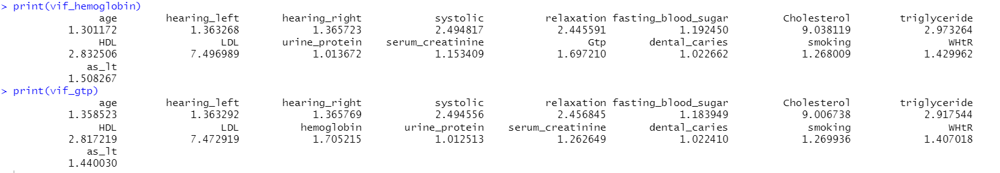 > print(vif_hemoglobin)
age hearing_left hearing_right systolic relaxation fasting_blood_sugar Cholesterol triglyceride
1.301172 1.363268 1.365723 2.494817 2.445591 1.192450 9.038119 2.973264
HDL LDL urine_protein serum_creatinine Gtp dental_caries smoking WHtR
2.832506 7.496989 1.013672 1.153409 1.697210 1.022662 1.268009 1.429962
as_lt
1.508267
> print(vif_gtp)
age hearing_left hearing_right systolic relaxation fasting_blood_sugar Cholesterol triglyceride
1.358523 1.363292 1.365769 2.494556 2.456845 1.183949 9.006738 2.917544
HDL LDL hemoglobin urine_protein serum_creatinine dental_caries smoking WHtR
2.817219 7.472919 1.705215 1.012513 1.262649 1.022410 1.269936 1.407018
as_lt
1.440030